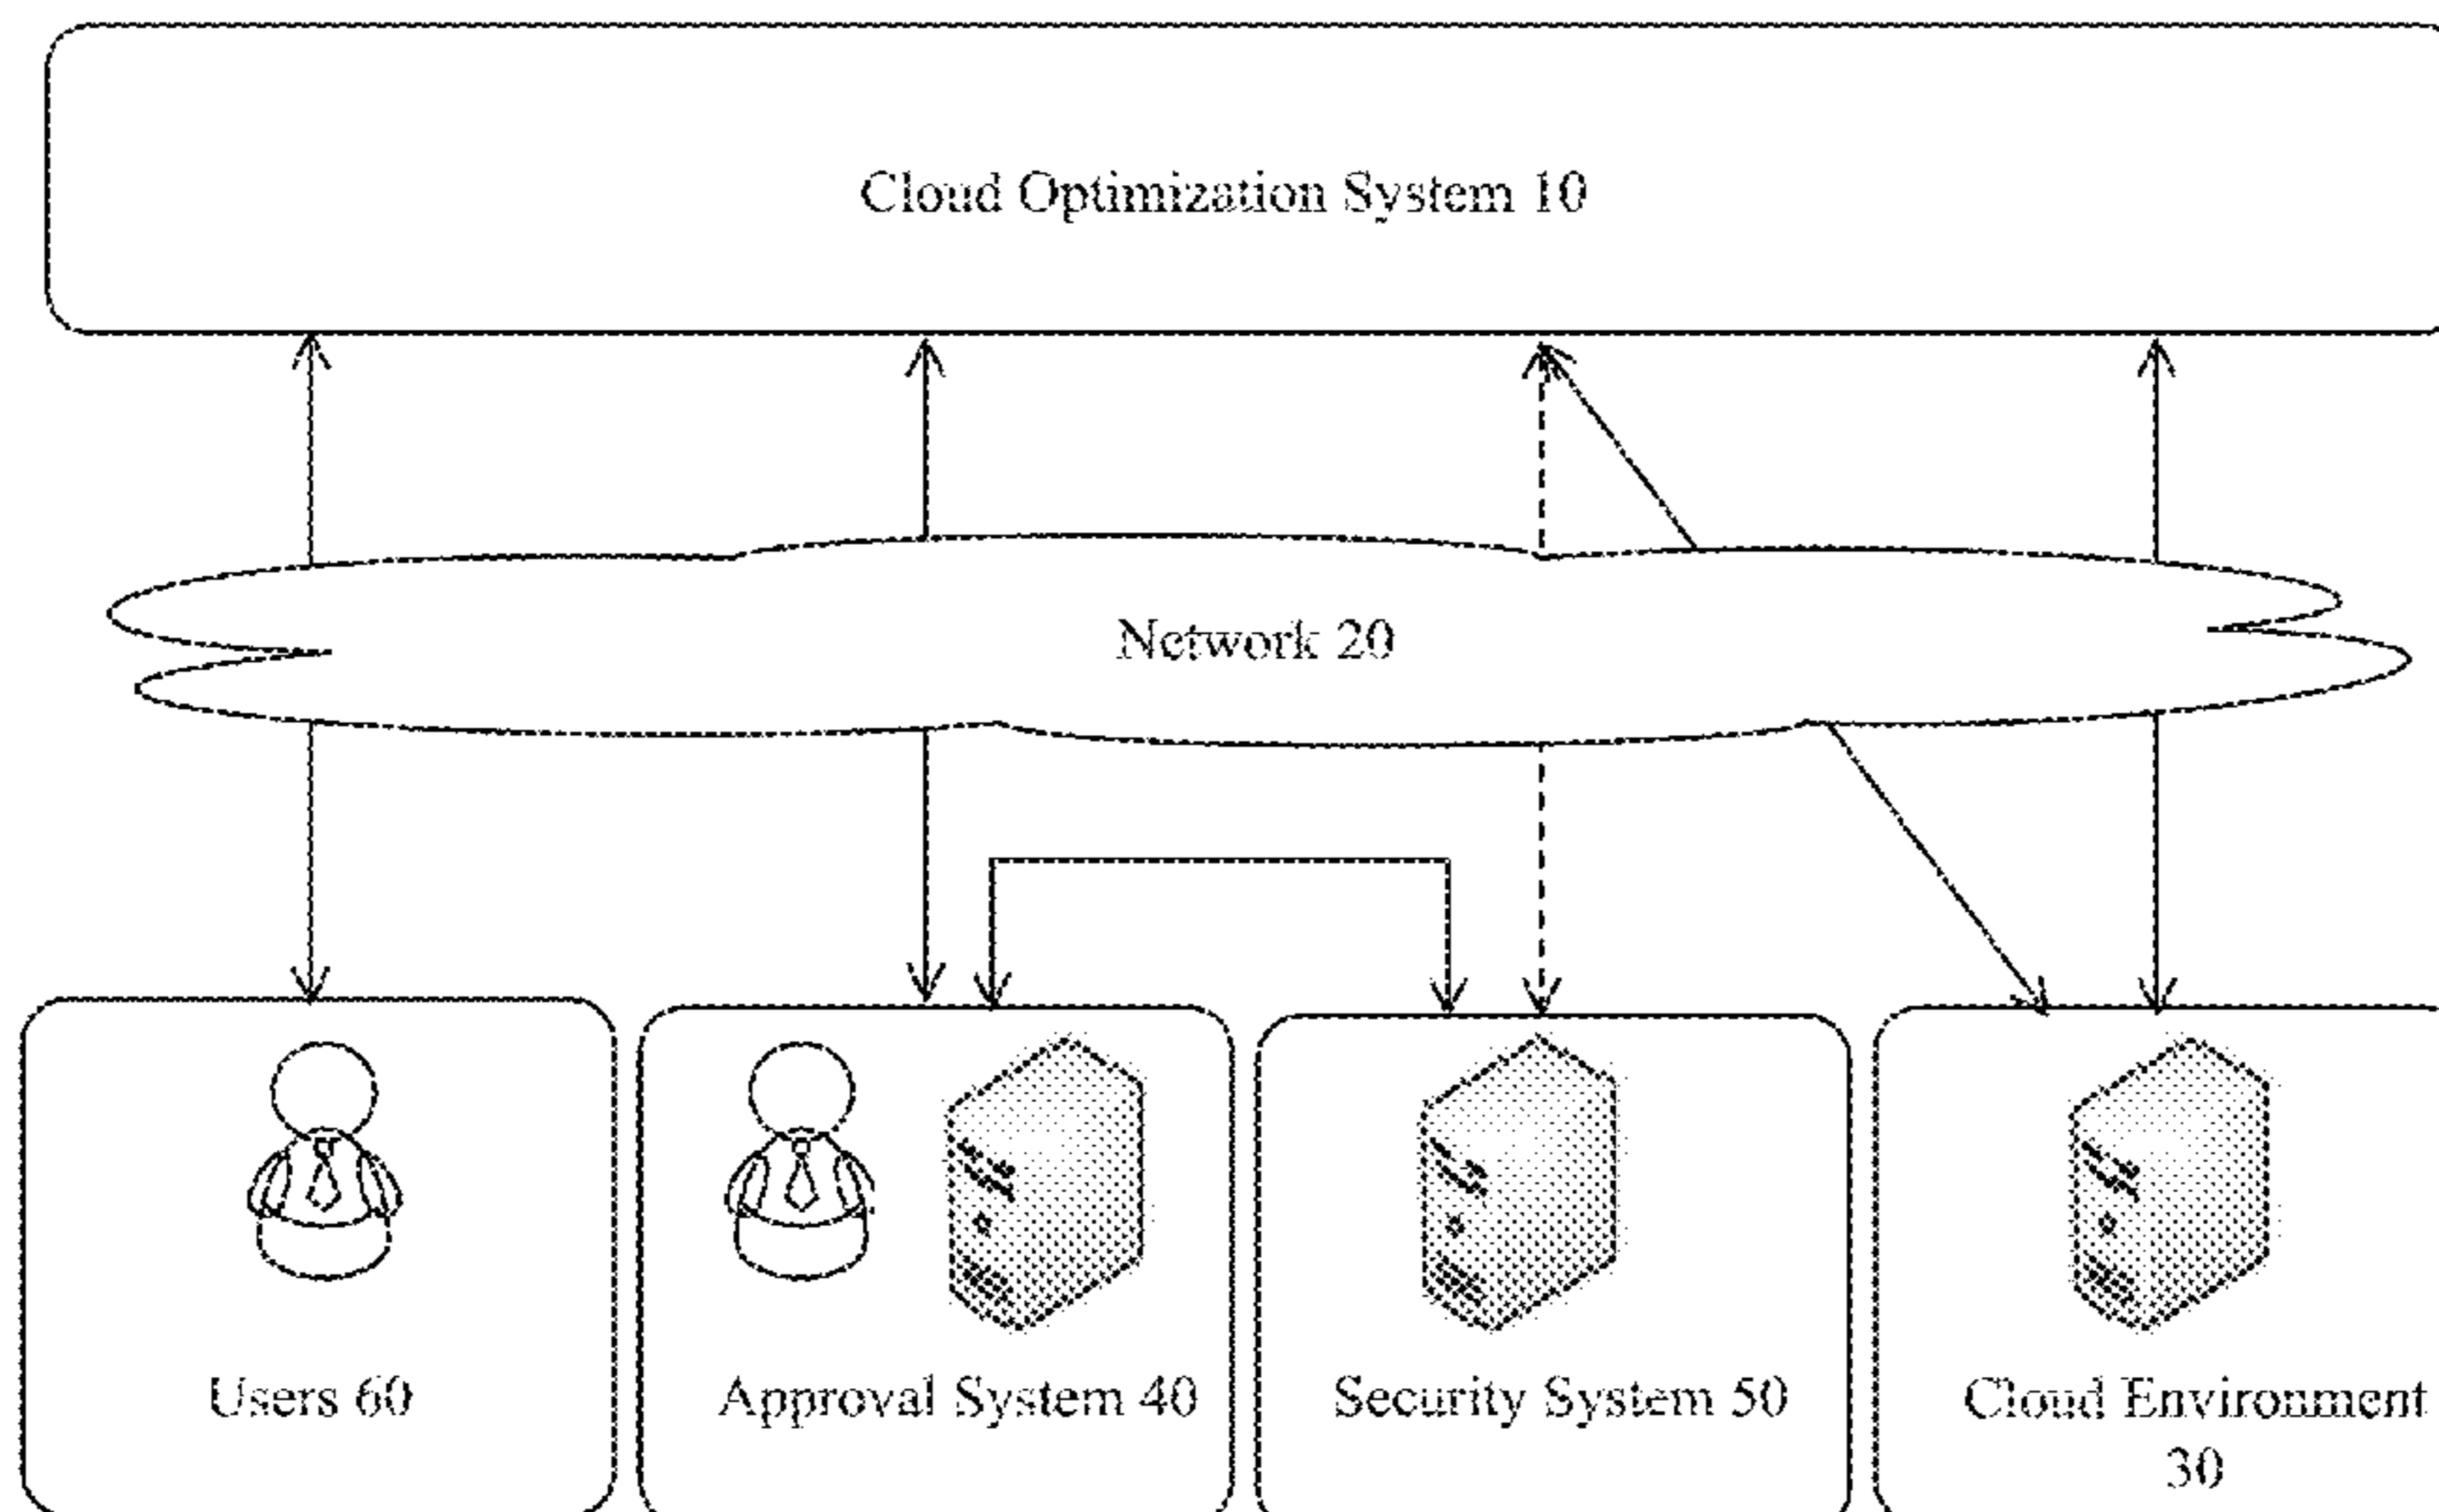 Cloud Optimization System 10
Network 20
Users 60
Approval System 40
Security System 50
Cloud Environment
30